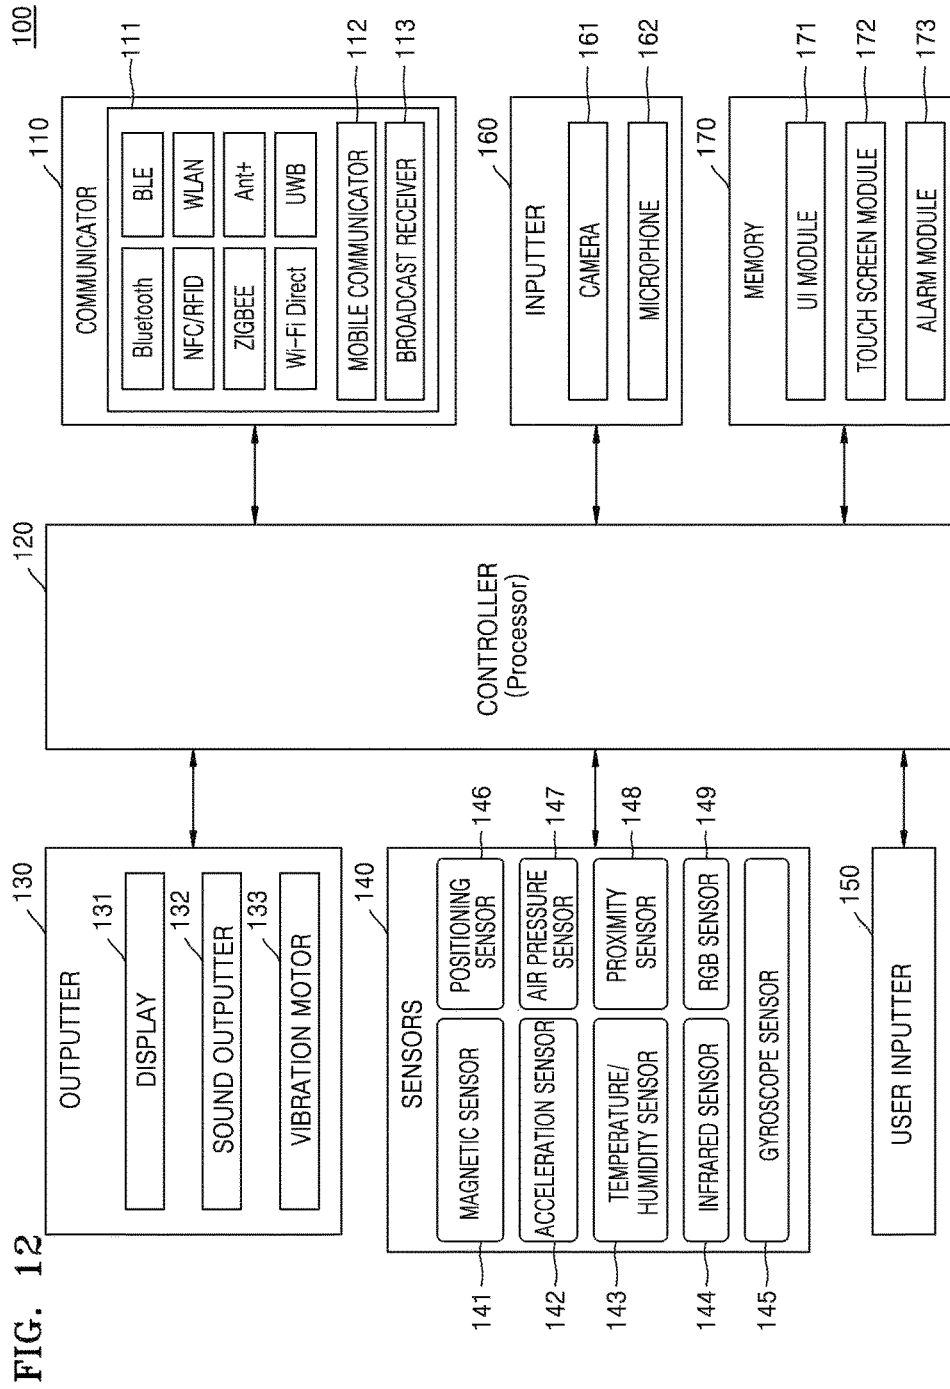 FIG. 12
100
OUTPUTTER
130
DISPLAY
131
SOUND OUTPUTTER
132
VIBRATION MOTOR
133
SENSORS
140
MAGNETIC SENSOR
141
ACCELERATION SENSOR
142
TEMPERATURE/
HUMIDITY SENSOR
143
INFRARED SENSOR
144
GYROSCOPE SENSOR
145
POSITIONING
SENSOR
146
AIR PRESSURE
SENSOR
147
PROXIMITY
SENSOR
148
RGB SENSOR
149
USER INPUTTER
150
120
CONTROLLER
(Processor)
COMMUNICATOR
110
111
Bluetooth
BLE
NFC/RFID
WLAN
ZIGBEE
Ant+
Wi-Fi Direct
UWB
MOBILE COMMUNICATOR
112
BROADCAST RECEIVER
113
INPUTTER
160
CAMERA
161
MICROPHONE
162
MEMORY
170
UI MODULE
171
TOUCH SCREEN MODULE
172
ALARM MODULE
173